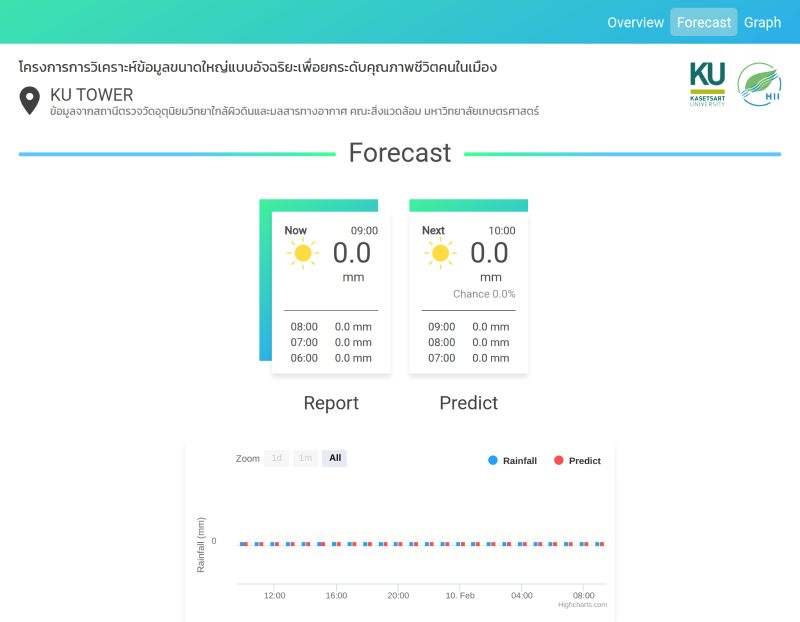 Overview Forecast Graph
โครงการการวิเคราะห์ข้อมูลขนาดใหญ่แบบอัจฉริยะเพื่อยกระดับคุณภาพชีวิตคนในเมือง
KU TOWER
ข้อมูลจากสถานีตรวจวัดอุตุนิยมวิทยาใกล้ผิวดินและมลสารทางอากาศ คณะสิ่งแวดล้อม มหาวิทยาลัยเกษตรศาสตร์
KU
KASETSART
UNIVERSITY
HII
Forecast
Now 09:00
0.0
mm
08:00 0.0 mm
07:00 0.0 mm
06:00 0.0 mm
Report
Next 10:00
0.0
mm
Chance 0.0%
09:00 0.0 mm
08:00 0.0 mm
07:00 0.0 mm
Predict
Zoom 1d 1m All
Rainfall Predict
Rainfall (mm)
0
12:00 16:00 20:00 10. Feb 04:00 08:00
Highcharts.com